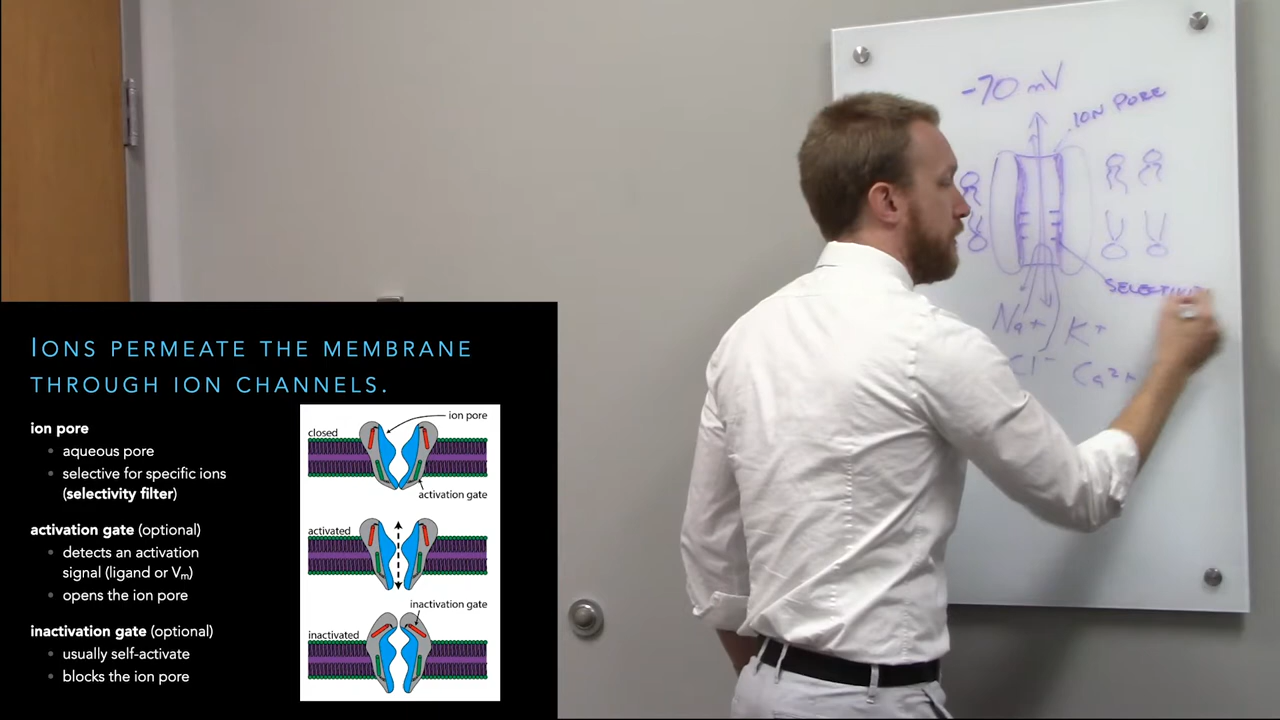 IONS PERMEATE THE MEMBRANE
THROUGH ION CHANNELS.
ion pore
aqueous pore
selective for specific ions
(selectivity filter)
activation gate (optional)
detects an activation
signal (ligand or Vm)
opens the ion pore
inactivation gate (optional)
usually self-activate
blocks the ion pore
ion pore
closed
activation gate
activated
inactivation gate
inactivated
-70 mV
ION PORE
Na+ K+
Cl- Ca2+